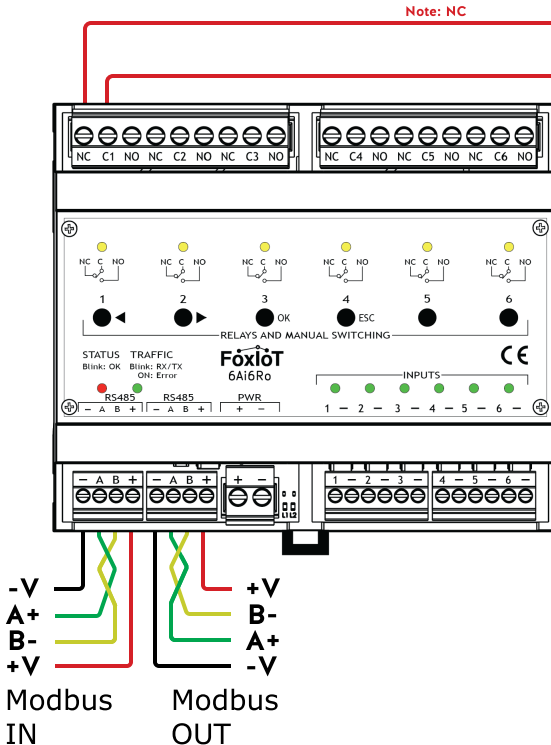 Note: NC
NC C1 NO NC C2 NO NC C3 NO
NC C4 NO NC C5 NO NC C6 NO
NC C NO NC C NO NC C NO NC C NO NC C NO NC C NO
1 2 3 4 5 6
OK ESC
RELAYS AND MANUAL SWITCHING
STATUS TRAFFIC
Blink: OK Blink: RX/TX
ON: Error
FoxIoT
6Ai6Ro
CE
INPUTS
RS485 RS485 PWR
- A B + - A B + + -
1 - 2 - 3 - 4 - 5 - 6 -
- A B + - A B + + -
1 - 2 - 3 - 4 - 5 - 6 -
L1 L2
-V
A+
B-
+V
+V
B-
A+
-V
Modbus
IN
Modbus
OUT